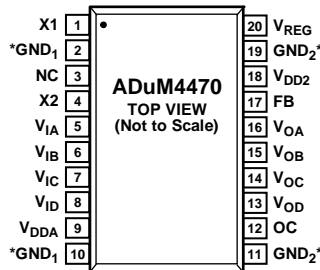 X1 1
*GND1 2
NC 3
X2 4
VIA 5
VIB 6
VIC 7
VID 8
VDDA 9
*GND1 10
ADuM4470
TOP VIEW
(Not to Scale)
20 VREG
19 GND2*
18 VDD2
17 FB
16 VOA
15 VOB
14 VOC
13 VOD
12 OC
11 GND2*